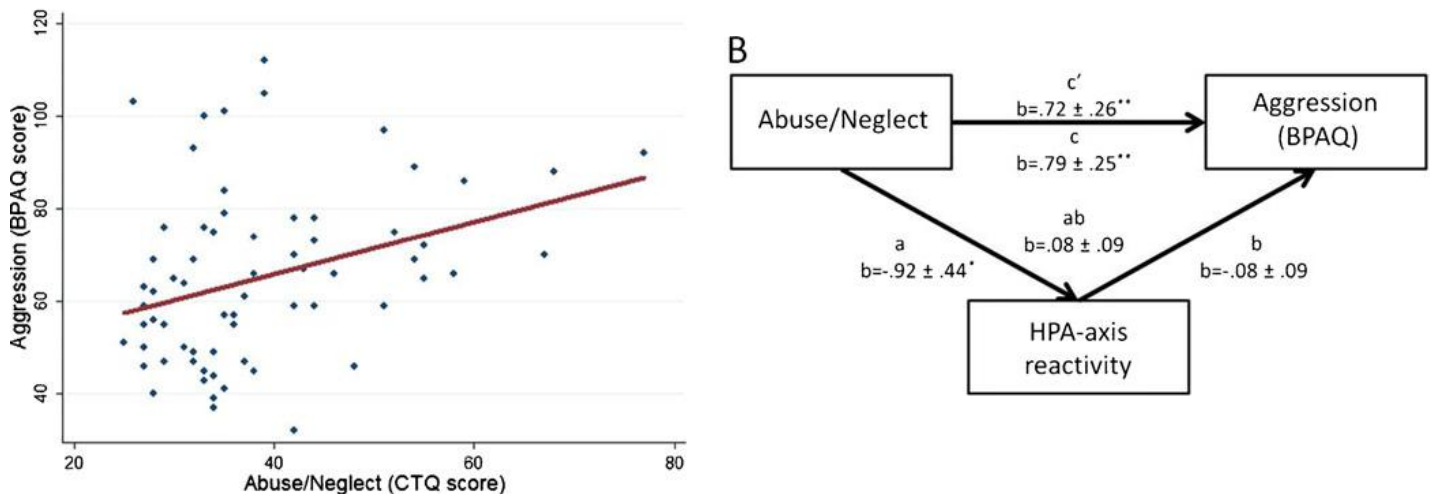 120
100
80
60
40
Aggression (BPAQ score)
20
40
60
80
Abuse/Neglect (CTQ score)
B
Abuse/Neglect
c′
b=.72 ± .26**
c
b=.79 ± .25**
Aggression
(BPAQ)
a
b=-.92 ± .44*
ab
b=.08 ± .09
b
b=-.08 ± .09
HPA-axis
reactivity